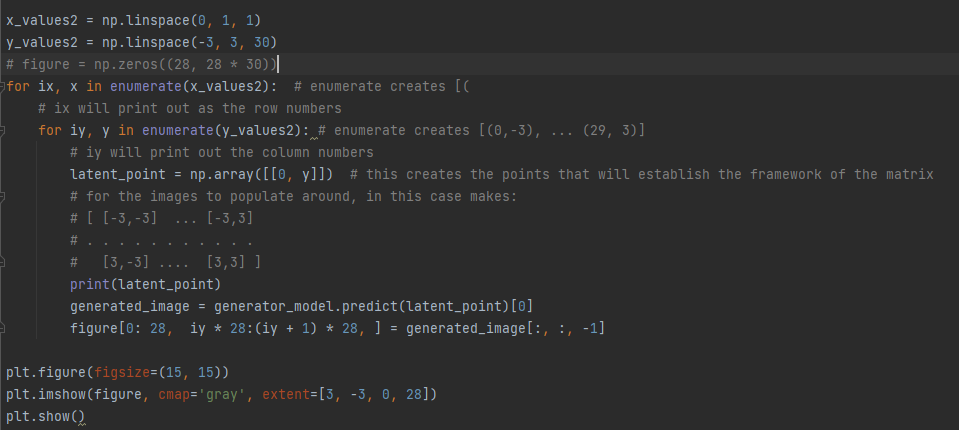 x_values2 = np.linspace(0, 1, 1)
y_values2 = np.linspace(-3, 3, 30)
# figure = np.zeros((28, 28 * 30))
for ix, x in enumerate(x_values2):  # enumerate creates [(
    # ix will print out as the row numbers
    for iy, y in enumerate(y_values2): # enumerate creates [(0,-3), ... (29, 3)]
        # iy will print out the column numbers
        latent_point = np.array([[0, y]])  # this creates the points that will establish the framework of the matrix
        # for the images to populate around, in this case makes:
        # [ [-3,-3]  ... [-3,3]
        # . . . . . . . . . . .
        #   [3,-3] ....  [3,3] ]
        print(latent_point)
        generated_image = generator_model.predict(latent_point)[0]
        figure[0: 28,  iy * 28:(iy + 1) * 28, ] = generated_image[:, :, -1]
plt.figure(figsize=(15, 15))
plt.imshow(figure, cmap='gray', extent=[3, -3, 0, 28])
plt.show()